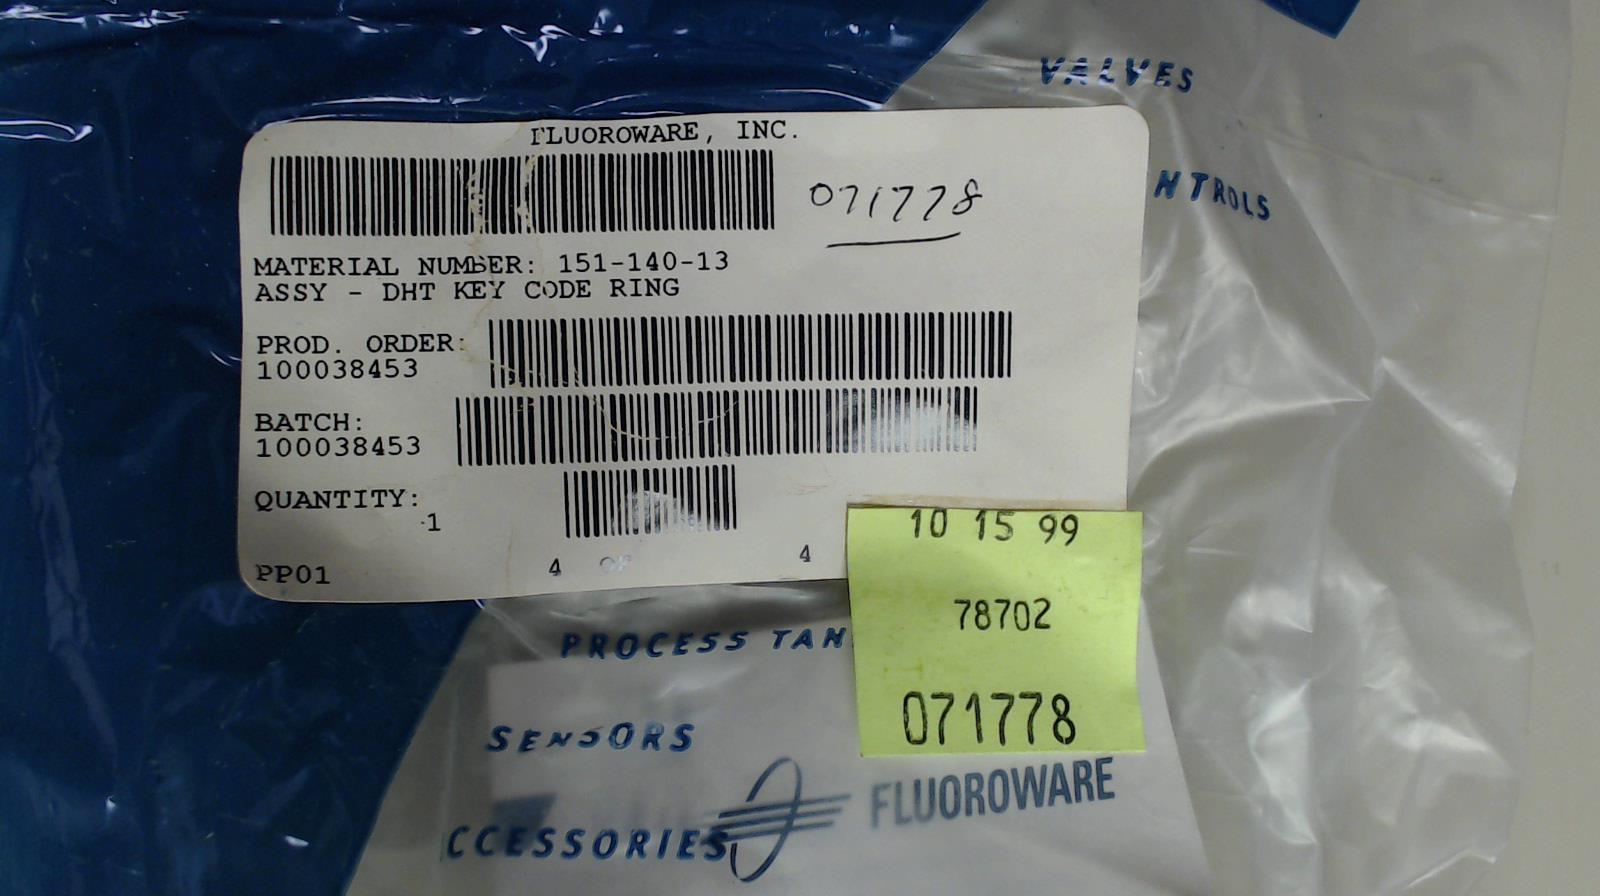 VALVES
NTROLS
FLUOROWARE, INC.
071778
MATERIAL NUMBER: 151-140-13
ASSY - DHT KEY CODE RING
PROD. ORDER:
100038453
BATCH:
100038453
QUANTITY:
1
PP01 4 OF 4
10 15 99
78702
071778
PROCESS TAN
SENSORS
FLUOROWARE
CCESSORIES